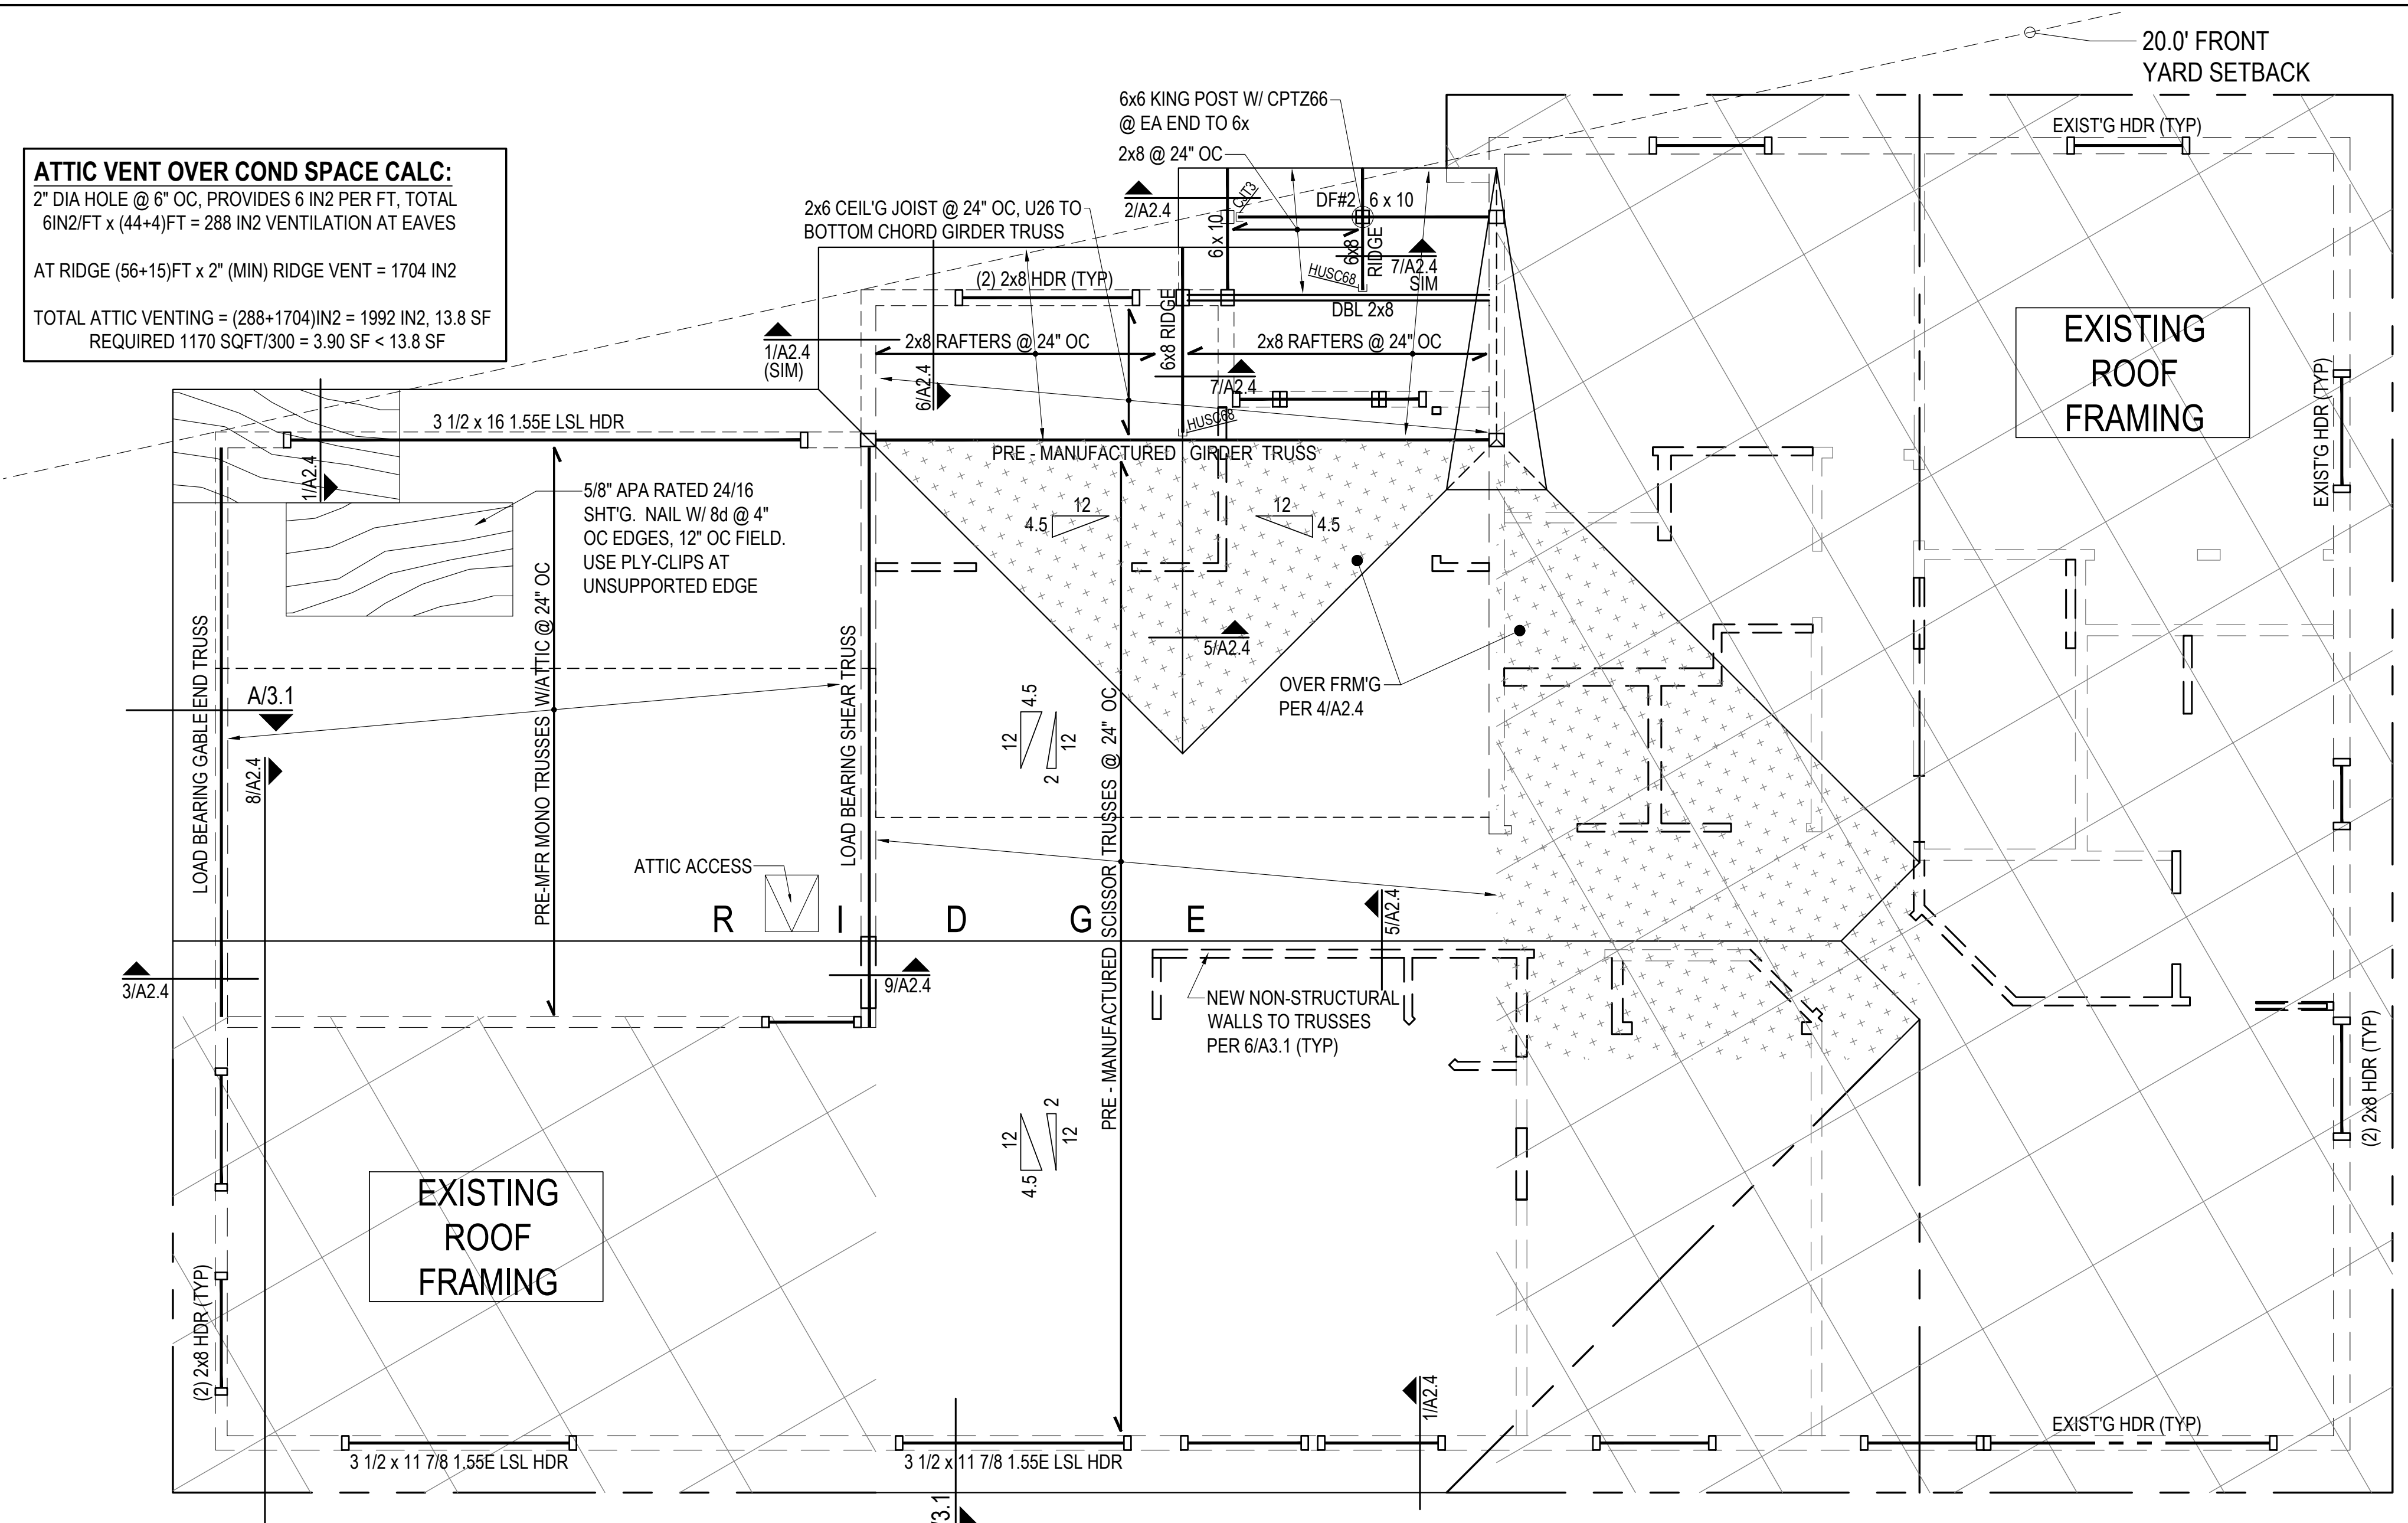 20.0' FRONT
YARD SETBACK
6x6 KING POST W/ CPTZ66
@ EA END TO 6x
2x8 @ 24" OC
EXIST'G HDR (TYP)
ATTIC VENT OVER COND SPACE CALC:
2" DIA HOLE @ 6" OC, PROVIDES 6 IN2 PER FT, TOTAL
6IN2/FT x (44+4)FT = 288 IN2 VENTILATION AT EAVES
AT RIDGE (56+15)FT x 2" (MIN) RIDGE VENT = 1704 IN2
TOTAL ATTIC VENTING = (288+1704)IN2 = 1992 IN2, 13.8 SF
REQUIRED 1170 SQFT/300 = 3.90 SF < 13.8 SF
2x6 CEIL'G JOIST @ 24" OC, U26 TO
BOTTOM CHORD GIRDER TRUSS
2/A2.4
CJT3
DF#2 6 x 10
6 x 10
6x8
RIDGE
HUSC68
7/A2.4
SIM
(2) 2x8 HDR (TYP)
DBL 2x8
1/A2.4
(SIM)
2x8 RAFTERS @ 24" OC
6x8 RIDGE
2x8 RAFTERS @ 24" OC
6/A2.4
7/A2.4
HUSC68
EXISTING
ROOF
FRAMING
EXIST'G HDR (TYP)
3 1/2 x 16 1.55E LSL HDR
PRE - MANUFACTURED GIRDER TRUSS
1/A2.4
5/8" APA RATED 24/16
SHT'G. NAIL W/ 8d @ 4"
OC EDGES, 12" OC FIELD.
USE PLY-CLIPS AT
UNSUPPORTED EDGE
12
4.5
12
4.5
LOAD BEARING GABLE END TRUSS
PRE-MFR MONO TRUSSES W/ATTIC @ 24" OC
LOAD BEARING SHEAR TRUSS
5/A2.4
OVER FRM'G
PER 4/A2.4
A/3.1
8/A2.4
4.5
12
12
2
PRE - MANUFACTURED SCISSOR TRUSSES @ 24" OC
ATTIC ACCESS
R I D G E
5/A2.4
3/A2.4
9/A2.4
NEW NON-STRUCTURAL
WALLS TO TRUSSES
PER 6/A3.1 (TYP)
(2) 2x8 HDR (TYP)
12
4.5
2
12
EXISTING
ROOF
FRAMING
(2) 2x8 HDR (TYP)
1/A2.4
EXIST'G HDR (TYP)
3 1/2 x 11 7/8 1.55E LSL HDR
3 1/2 x 11 7/8 1.55E LSL HDR
/3.1